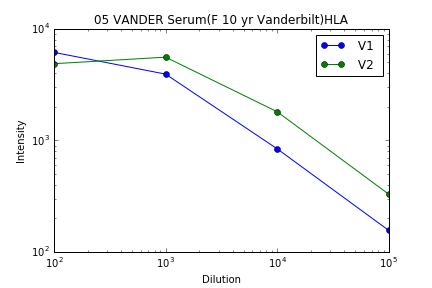 05 VANDER Serum(F 10 yr Vanderbilt)HLA
10^4
V1
V2
10^3
Intensity
10^2
10^2 10^3 10^4 10^5
Dilution